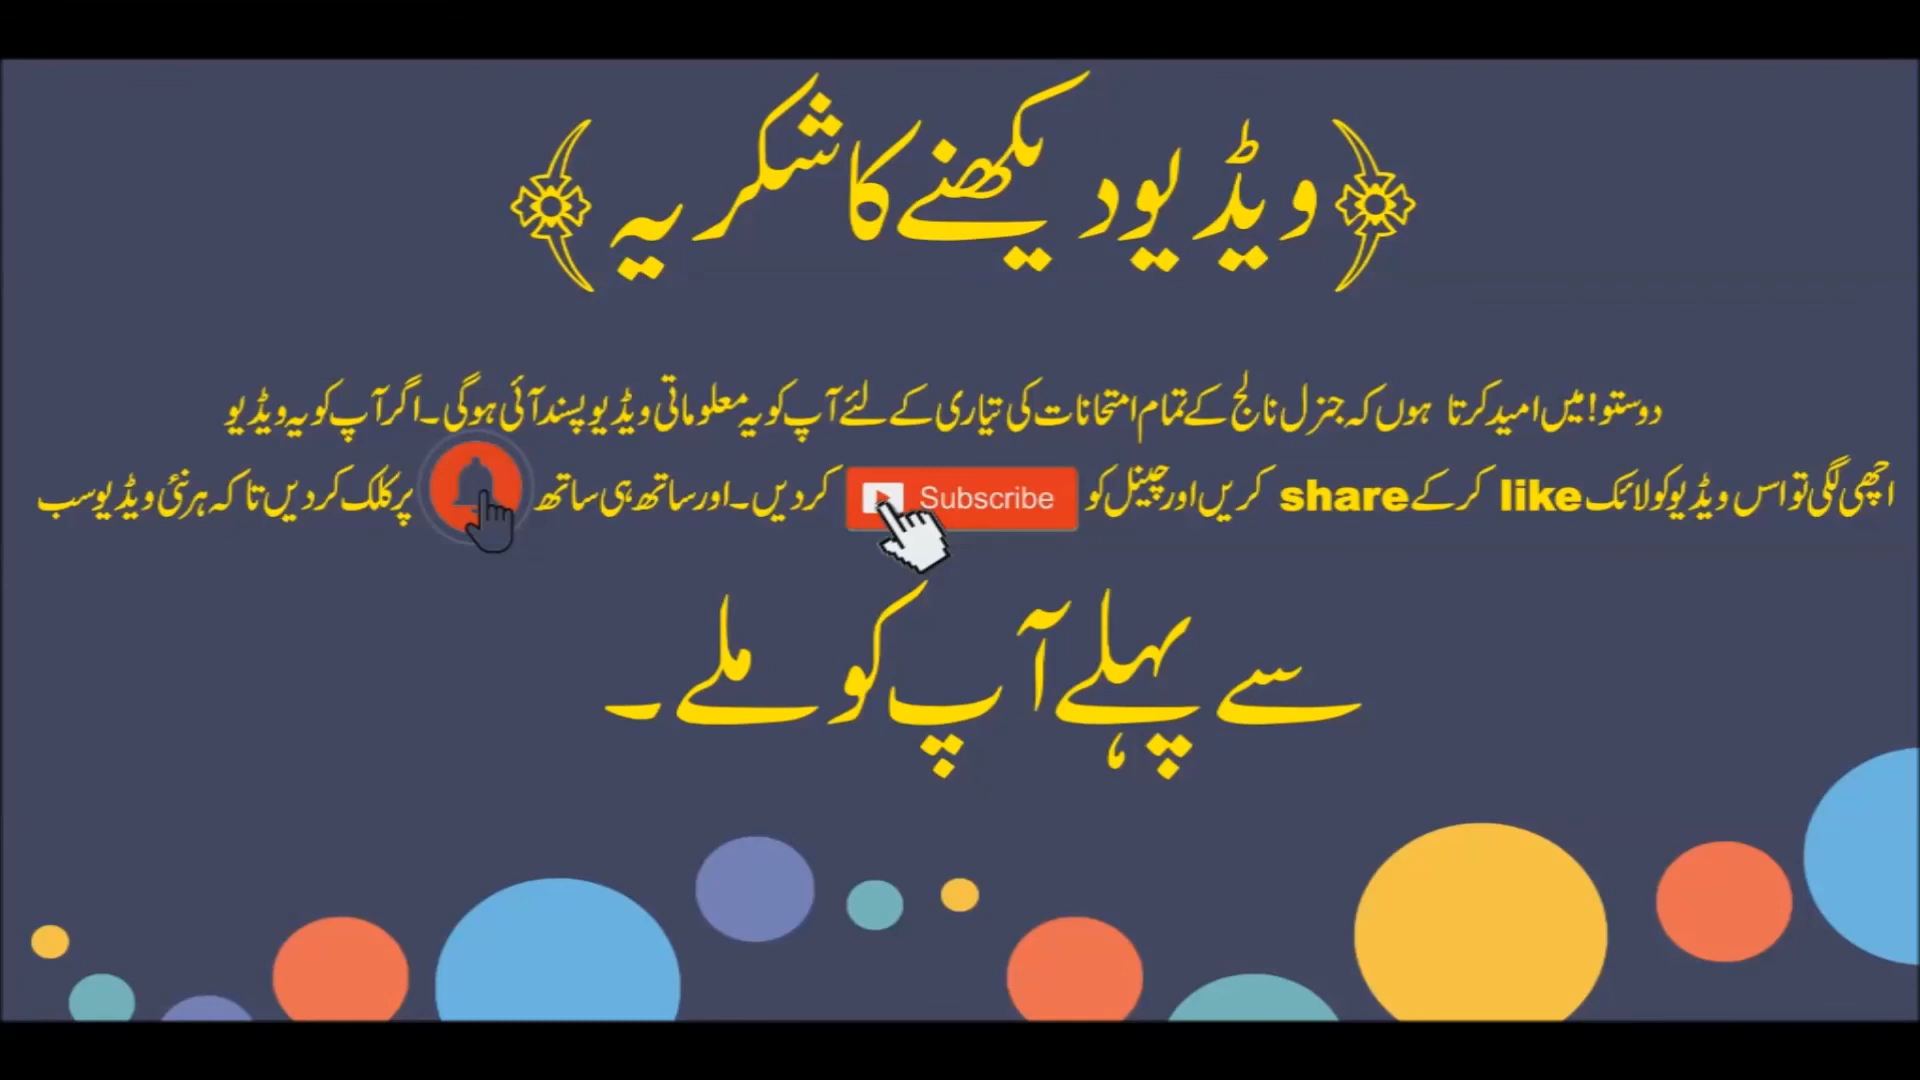 ﴿ویڈیو دیکھنے کا شکریہ﴾
دوستو! میں امید کرتا ہوں کہ جنرل نالج کے تمام امتحانات کی تیاری کے لئے آپ کو یہ معلوماتی ویڈیو پسند آئی ہوگی۔ اگر آپ کو یہ ویڈیو
اچھی لگی تو اس ویڈیو کو لائک like کر کے share کریں اور چینل کو Subscribe کر دیں۔ اور ساتھ ہی ساتھ پر کلک کر دیں تا کہ ہر نئی ویڈیو سب
سے پہلے آپ کو ملے۔